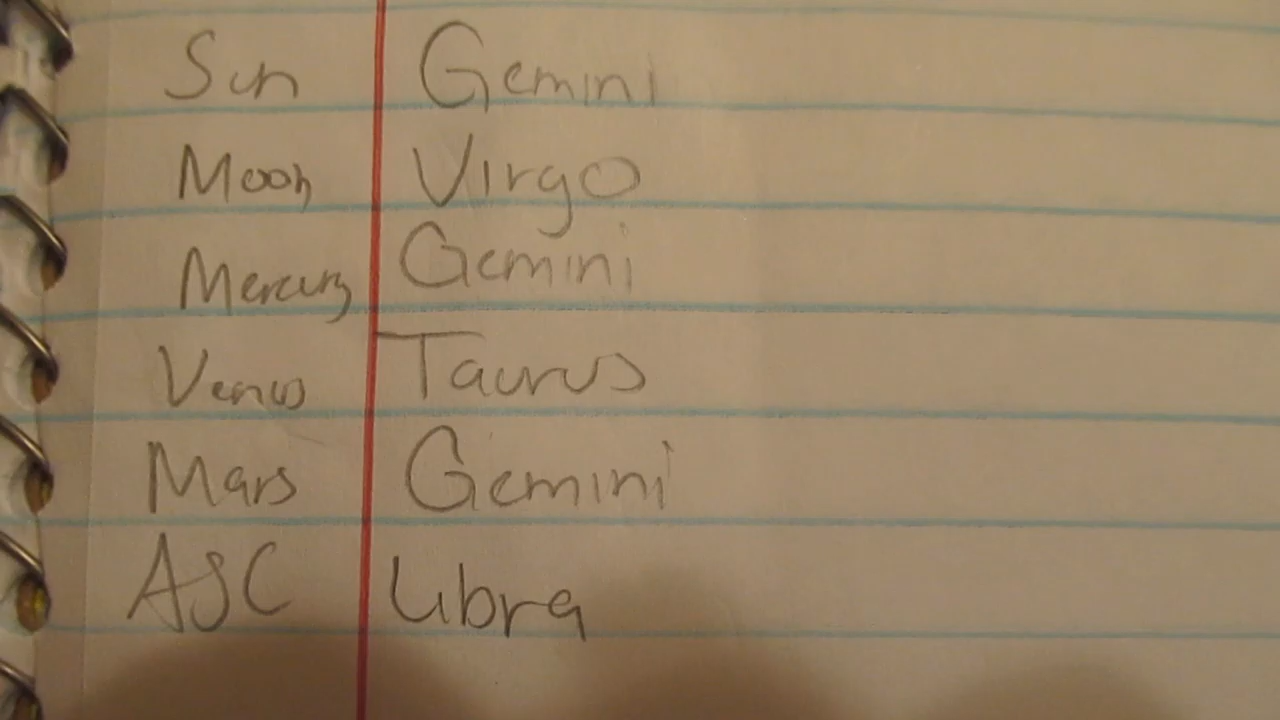 Sun Gemini
Moon Virgo
Mercury Gemini
Venus Taurus
Mars Gemini
ASC Libra